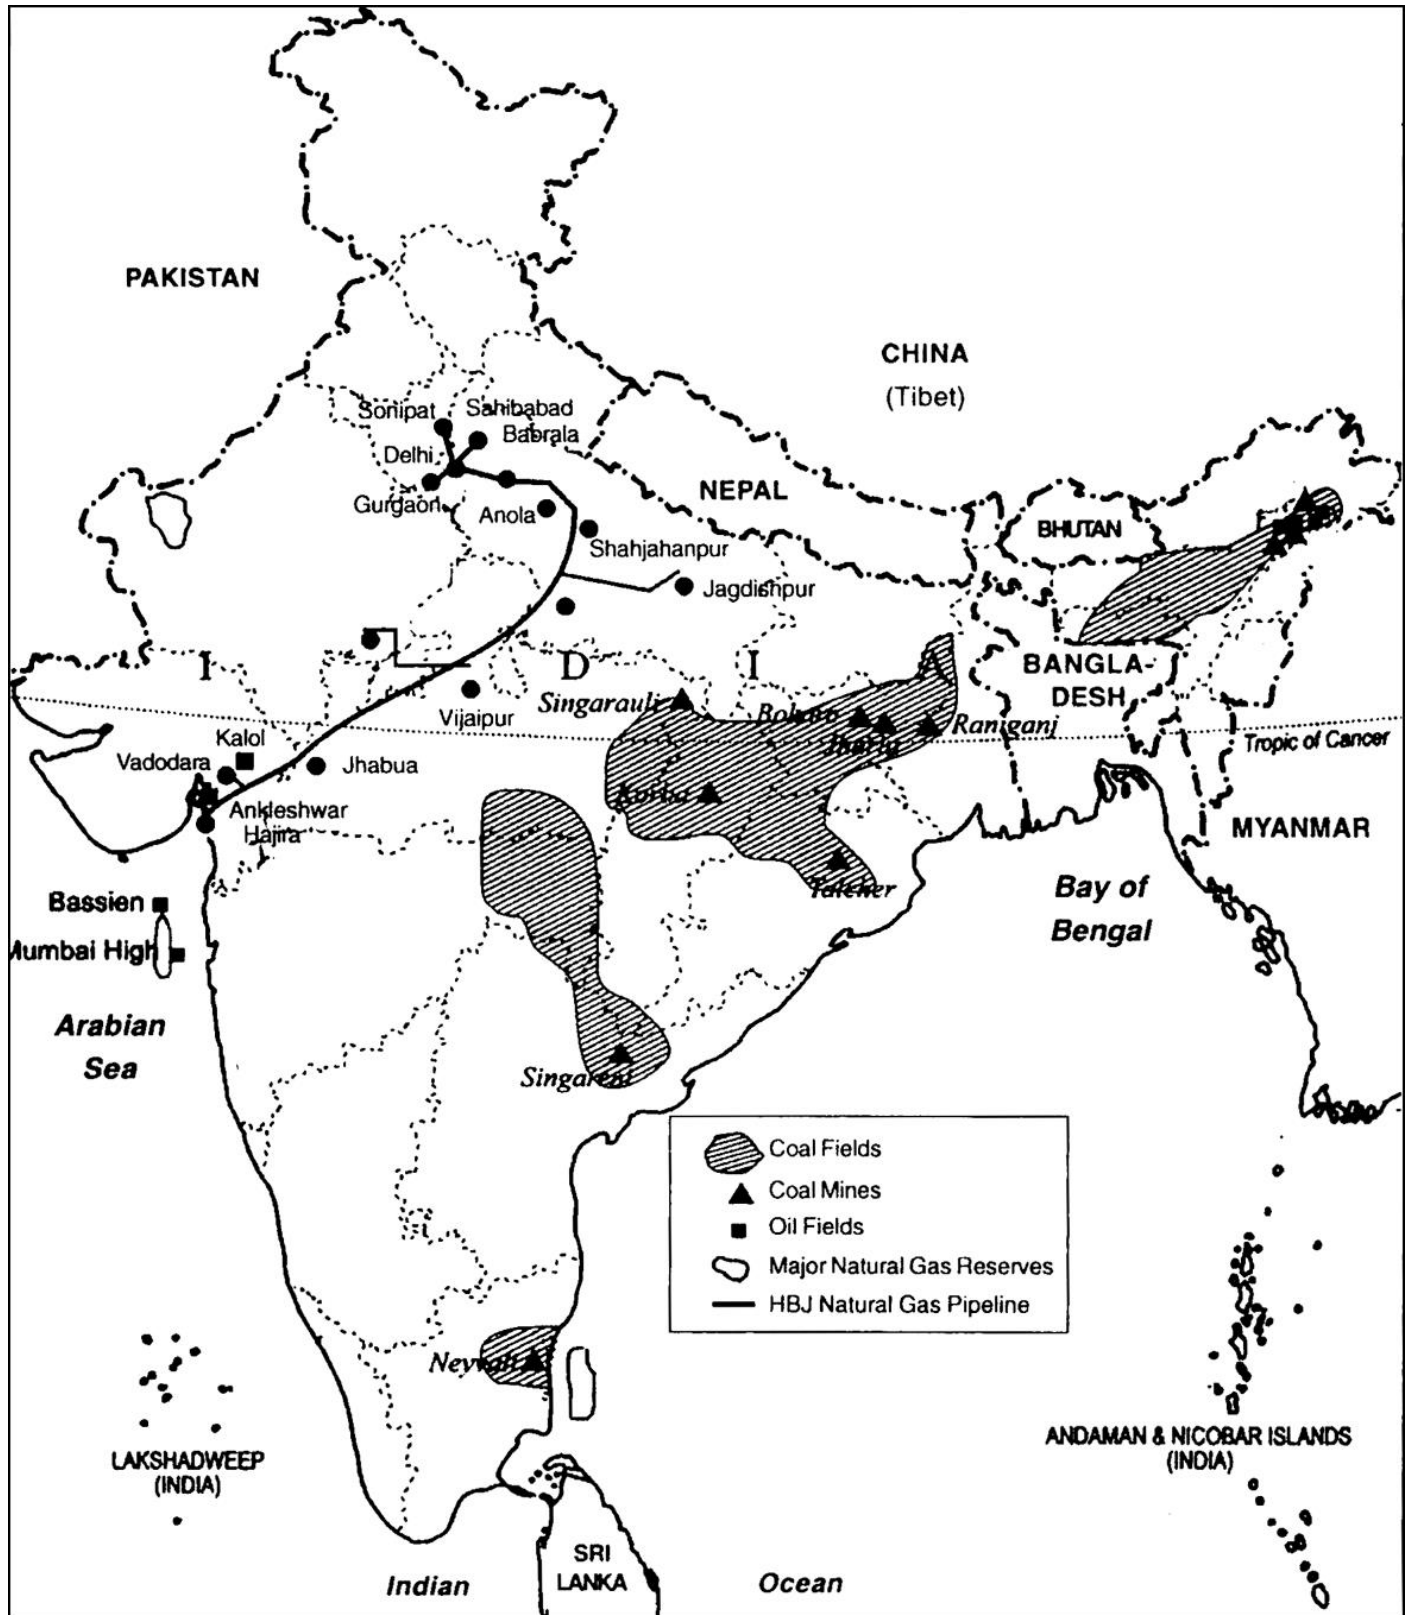 PAKISTAN
CHINA
(Tibet)
Sonipat
Sahibabad
Babrala
Delhi
Gurgaon
Anola
NEPAL
BHUTAN
Shahjahanpur
Jagdishpur
I
D
I
A
BANGLA-
DESH
Singarauli
Vijaipur
Bokaro
Jharia
Raniganj
Tropic of Cancer
Kalol
Vadodara
Jhabua
Korba
Ankleshwar
Hajira
MYANMAR
Talcher
Bassien
Mumbai High
Bay of
Bengal
Arabian
Sea
Singareni
Coal Fields
Coal Mines
Oil Fields
Major Natural Gas Reserves
HBJ Natural Gas Pipeline
Neyvali
LAKSHADWEEP
(INDIA)
ANDAMAN & NICOBAR ISLANDS
(INDIA)
SRI
LANKA
Indian
Ocean